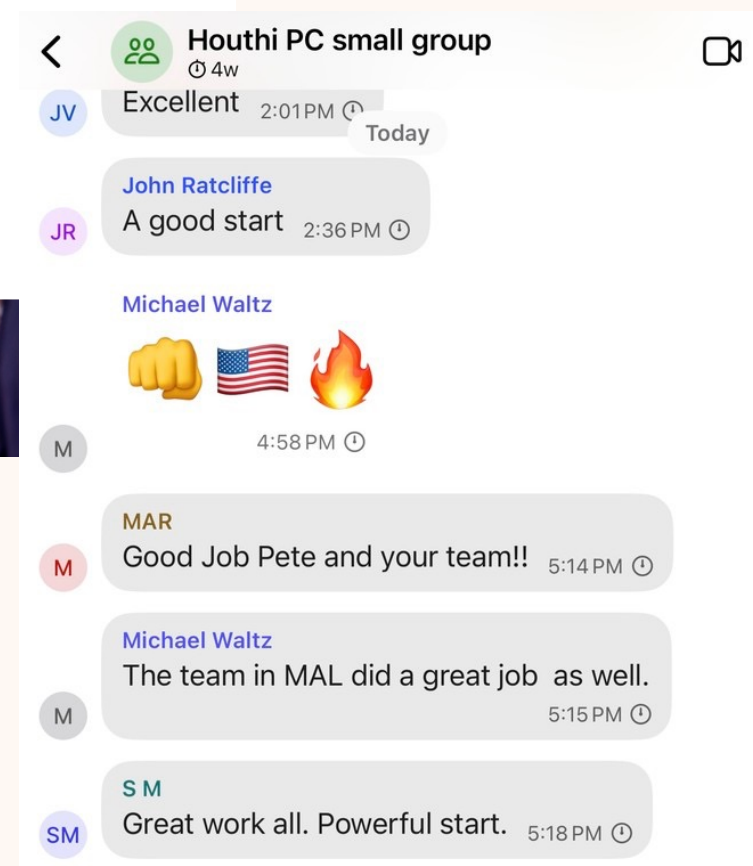 Houthi PC small group
4w
JV
Excellent 2:01 PM
Today
John Ratcliffe
JR
A good start 2:36 PM
Michael Waltz
👊🇺🇸🔥
M
4:58 PM
MAR
M
Good Job Pete and your team!! 5:14 PM
Michael Waltz
The team in MAL did a great job as well.
M
5:15 PM
S M
SM
Great work all. Powerful start. 5:18 PM